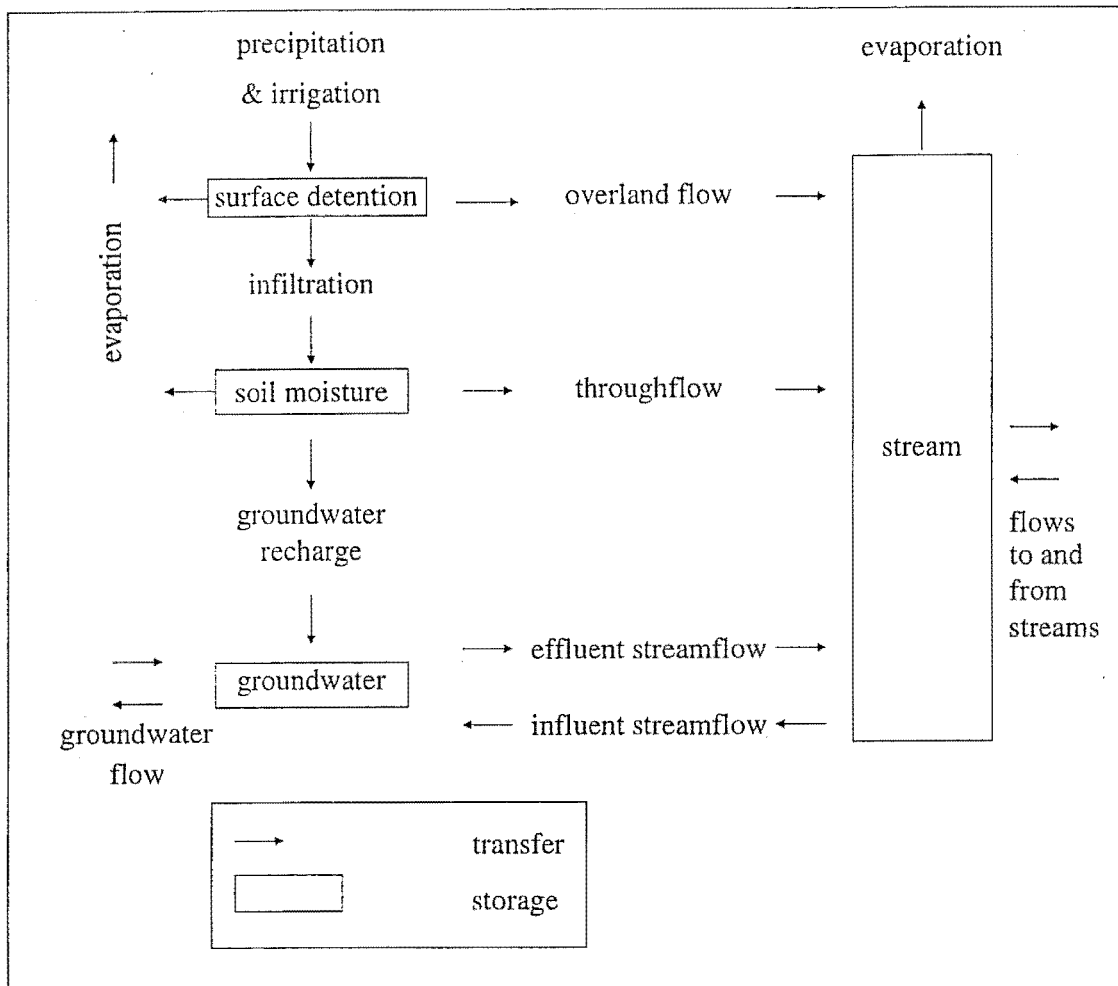 precipitation
& irrigation
evaporation
surface detention
overland flow
evaporation
infiltration
soil moisture
throughflow
stream
groundwater
recharge
flows
to and
from
streams
groundwater
effluent streamflow
influent streamflow
groundwater
flow
transfer
storage